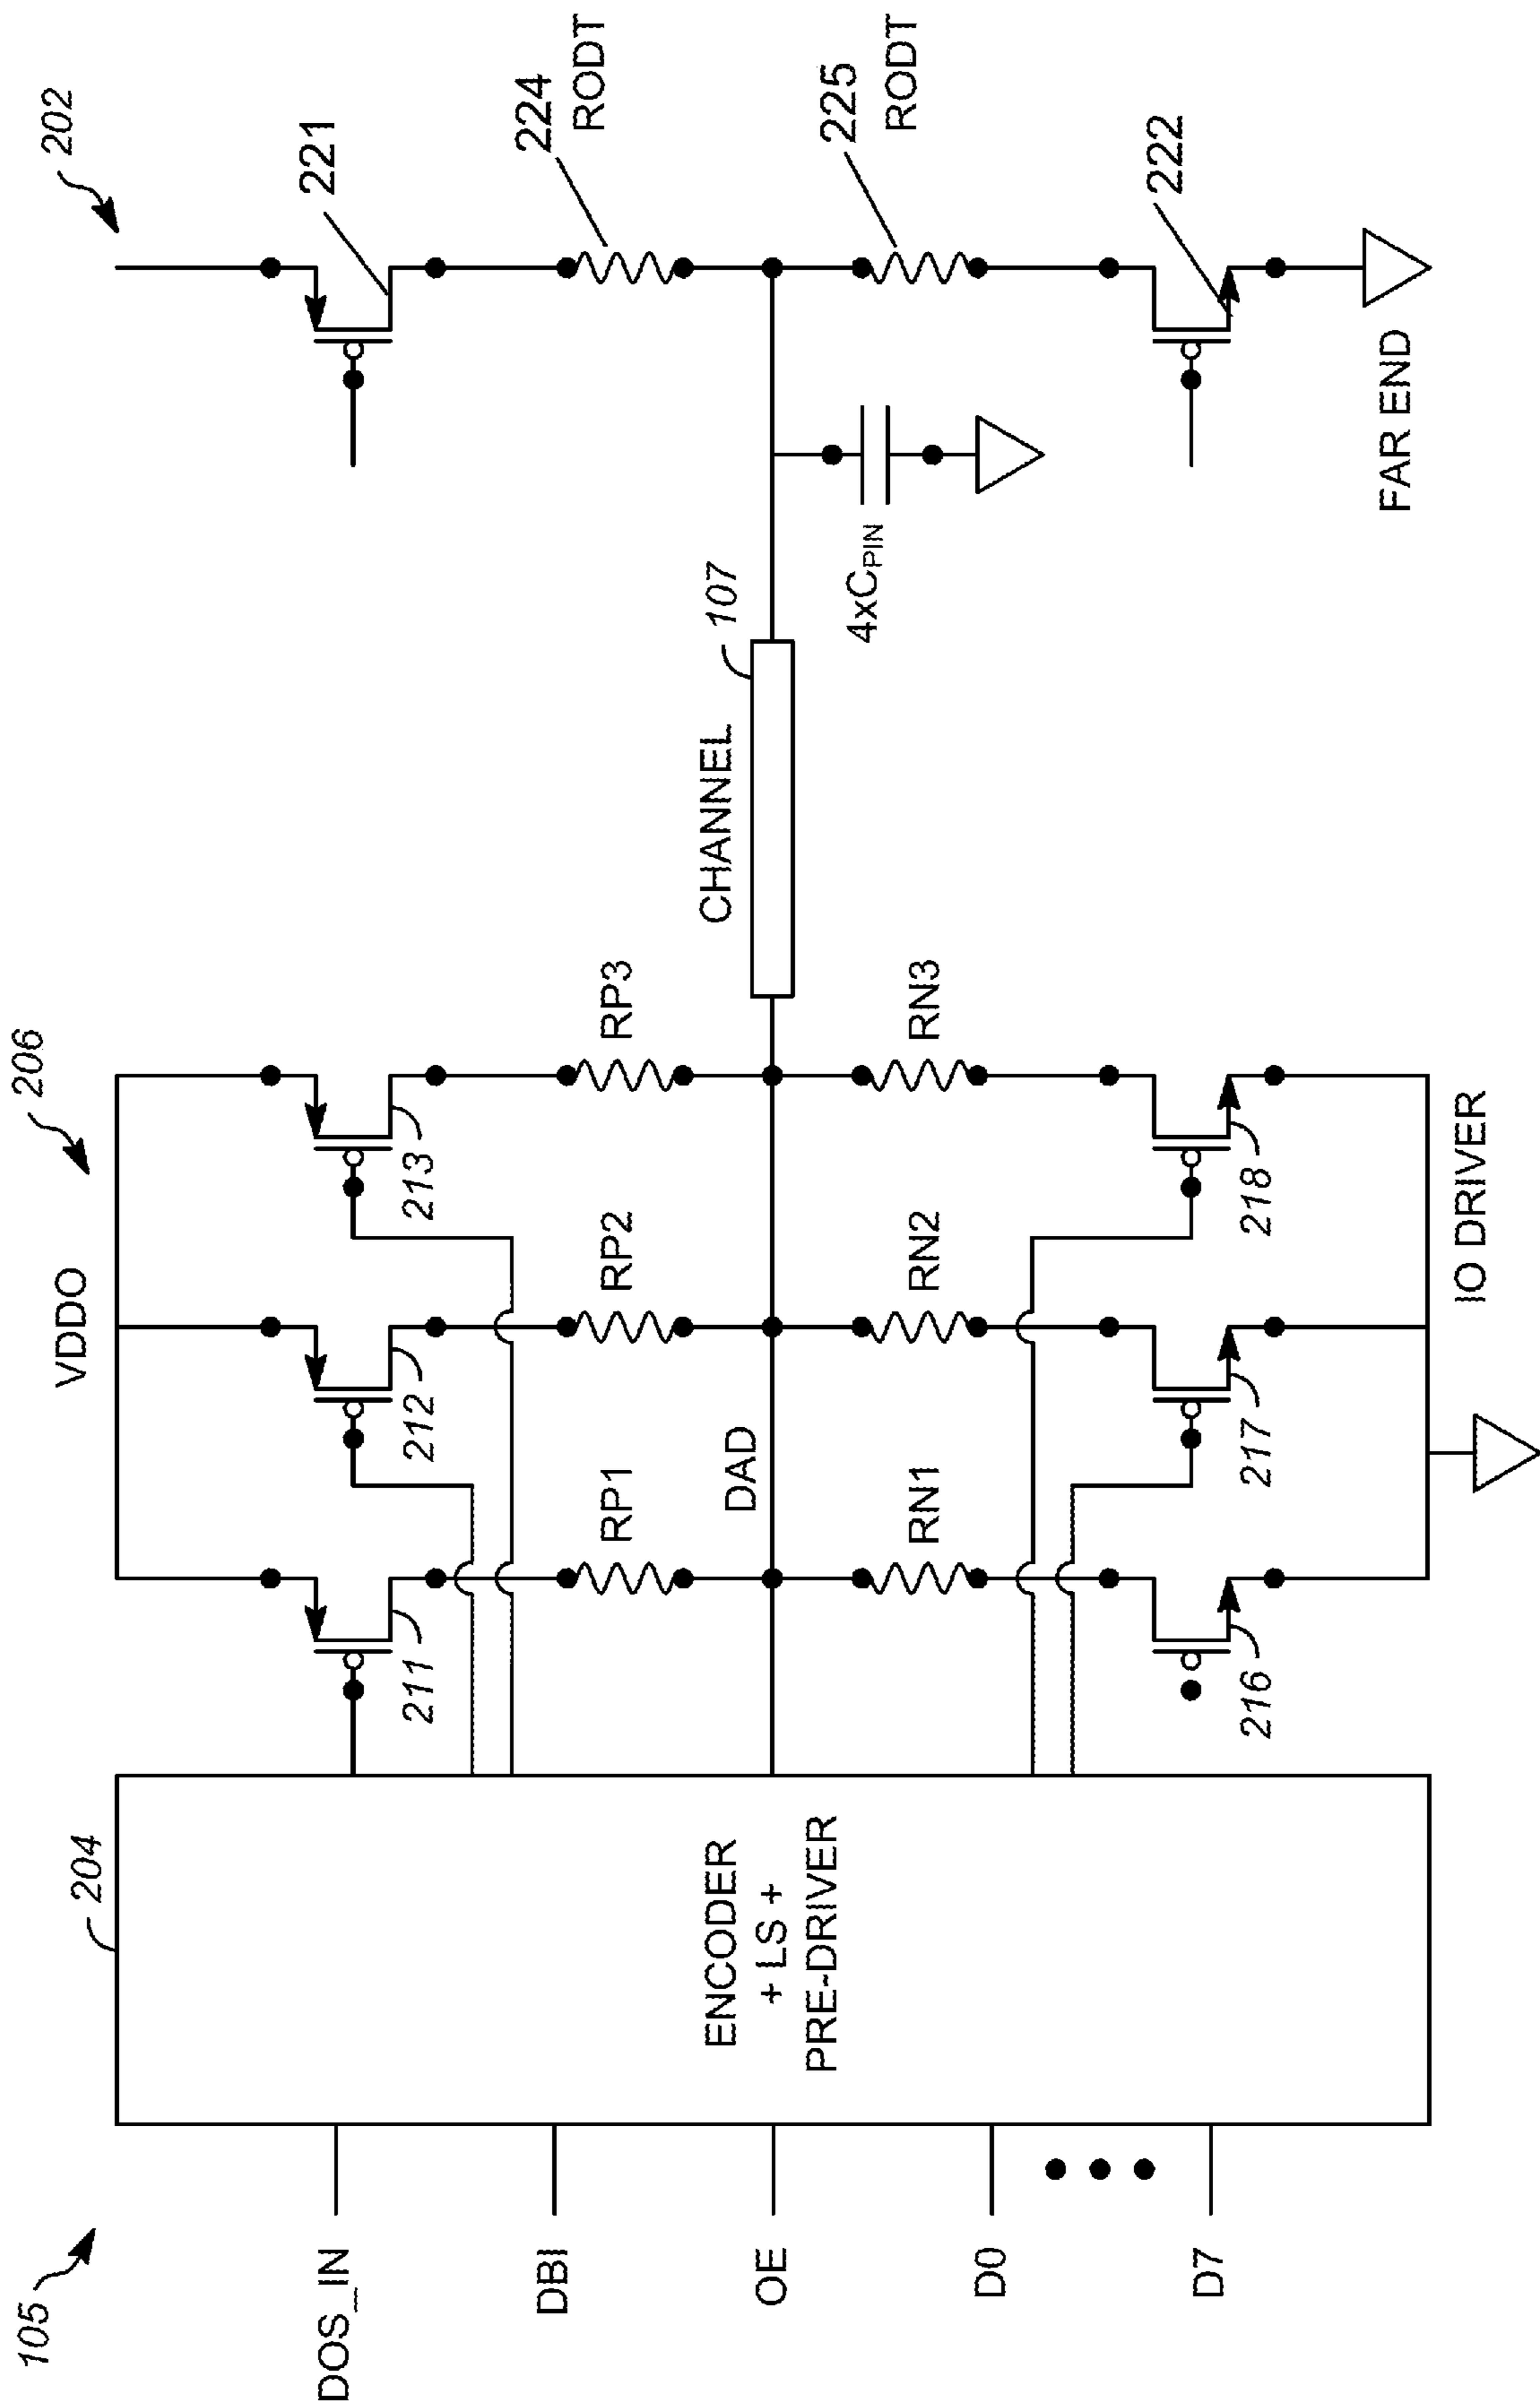 105
204
206
202
DOS_IN
DBI
OE
D0
D7
ENCODER
+ LS +
PRE-DRIVER
VDDO
211
212
213
RP1
RP2
RP3
DAD
RN1
RN2
RN3
216
217
218
IO DRIVER
CHANNEL
107
4xCPIN
221
224
RODT
225
RODT
222
FAR END